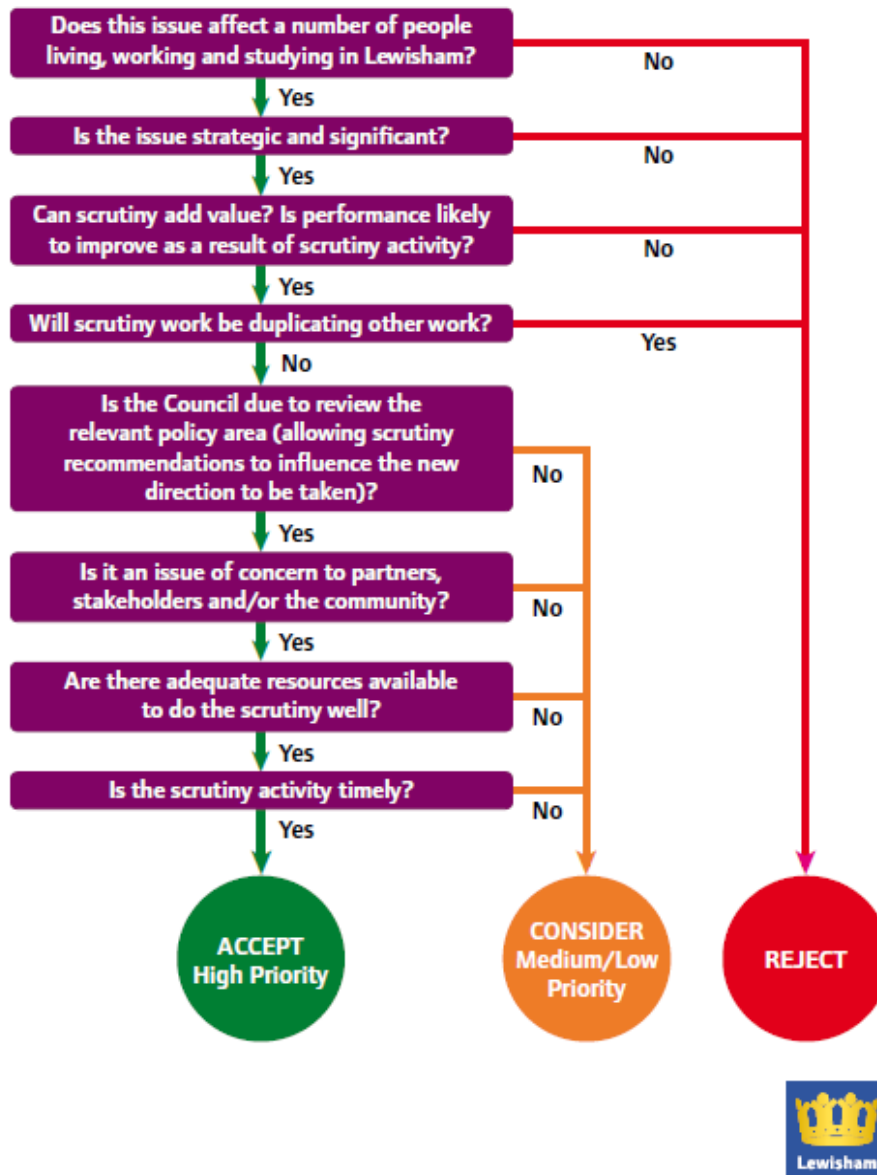 Does this issue affect a number of people
living, working and studying in Lewisham?
No
Yes
Is the issue strategic and significant?
No
Yes
Can scrutiny add value? Is performance likely
to improve as a result of scrutiny activity?
No
Yes
Will scrutiny work be duplicating other work?
Yes
No
Is the Council due to review the
relevant policy area (allowing scrutiny
recommendations to influence the new
direction to be taken)?
No
Yes
Is it an issue of concern to partners,
stakeholders and/or the community?
No
Yes
Are there adequate resources available
to do the scrutiny well?
No
Yes
Is the scrutiny activity timely?
No
Yes
ACCEPT
High Priority
CONSIDER
Medium/Low
Priority
REJECT
Lewisham